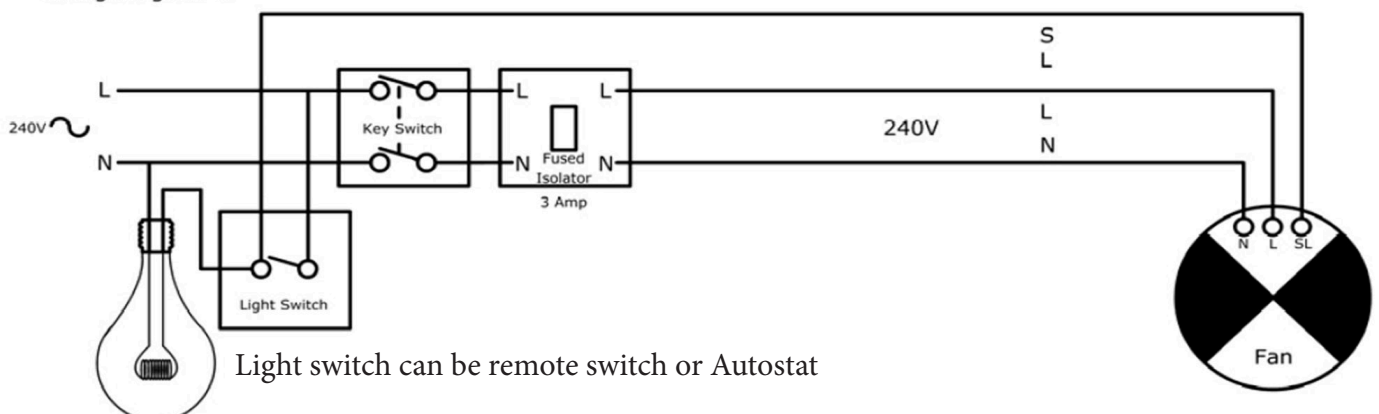 S
L
L
L
L
Key Switch
L
240V
240V
N
N
Fused
N
N
Isolator
3 Amp
N
L
SL
Light Switch
Light switch can be remote switch or Autostat
Fan